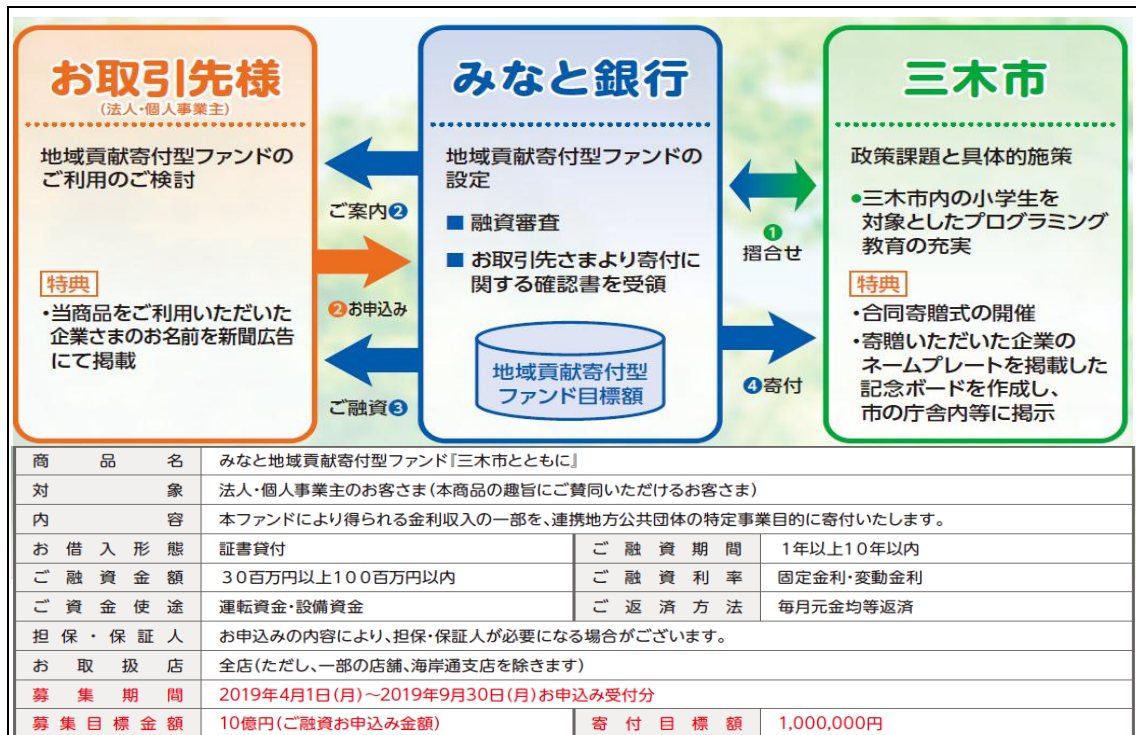 お取引先様
(法人・個人事業主)
地域貢献寄付型ファンドの
ご利用のご検討
特典
・当商品をご利用いただいた
企業さまのお名前を新聞広告
にて掲載
ご案内❷
❷お申込み
ご融資❸
みなと銀行
地域貢献寄付型ファンドの
設定
■ 融資審査
■ お取引先さまより寄付に
関する確認書を受領
地域貢献寄付型
ファンド目標額
❶
摺合せ
❹寄付
三木市
政策課題と具体的施策
●三木市内の小学生を
対象としたプログラミング
教育の充実
特典
・合同寄贈式の開催
・寄贈いただいた企業の
ネームプレートを掲載した
記念ボードを作成し、
市の庁舎内等に掲示
商品名 みなと地域貢献寄付型ファンド『三木市とともに』
対象 法人・個人事業主のお客さま(本商品の趣旨にご賛同いただけるお客さま)
内容 本ファンドにより得られる金利収入の一部を、連携地方公共団体の特定事業目的に寄付いたします。
お借入形態 証書貸付 ご融資期間 1年以上10年以内
ご融資金額 30百万円以上100百万円以内 ご融資利率 固定金利・変動金利
ご資金使途 運転資金・設備資金 ご返済方法 毎月元金均等返済
担保・保証人 お申込みの内容により、担保・保証人が必要になる場合がございます。
お取扱店 全店(ただし、一部の店舗、海岸通支店を除きます)
募集期間 2019年4月1日(月)~2019年9月30日(月)お申込み受付分
募集目標金額 10億円(ご融資お申込み金額) 寄付目標額 1,000,000円